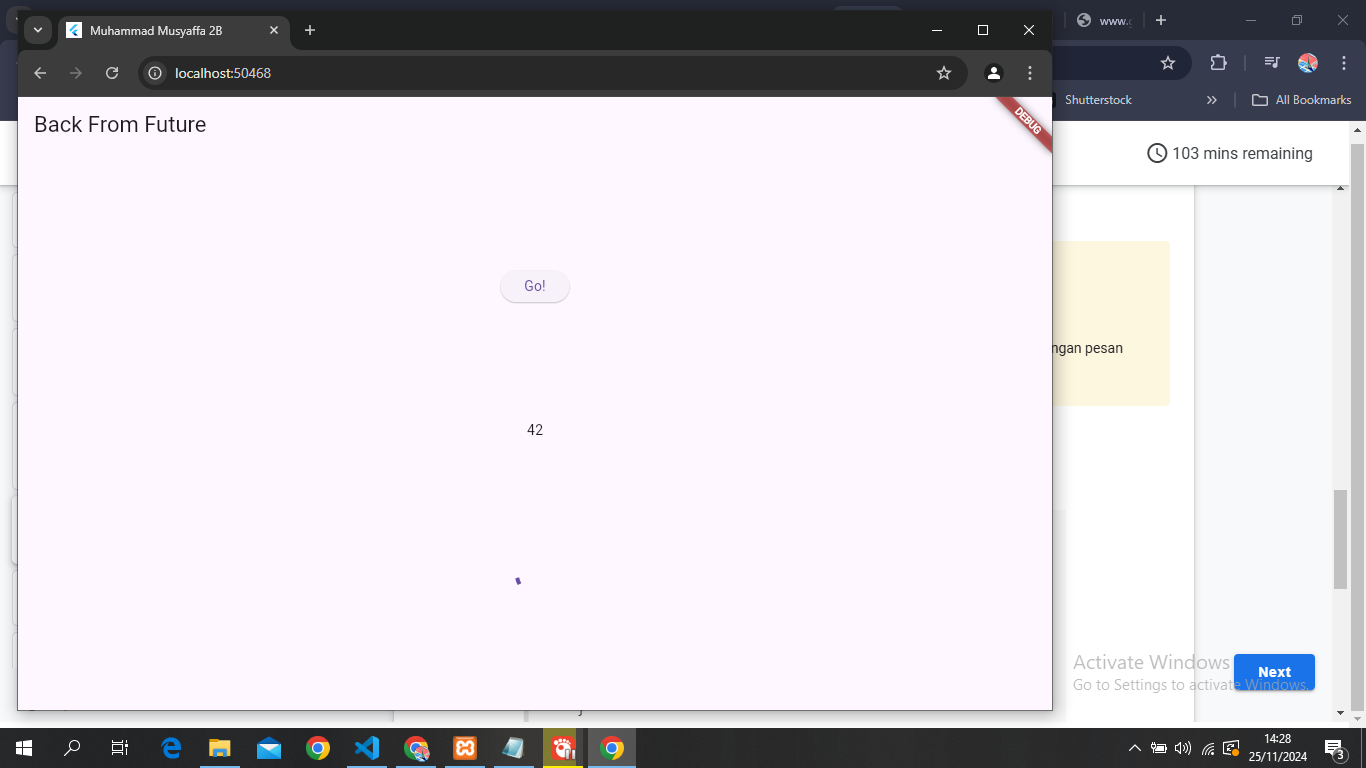 Muhammad Musyaffa 2B
www.
localhost:50468
Shutterstock
All Bookmarks
Back From Future
DEBUG
103 mins remaining
Go!
ngan pesan
42
Activate Windows
Go to Settings to activate Windows.
Next
14:28
25/11/2024
3